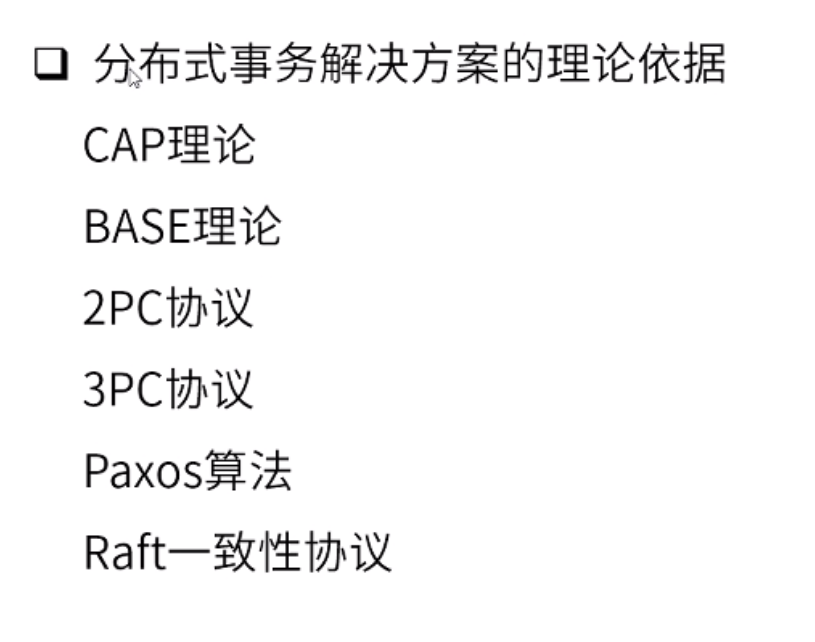 ❑ 分布式事务解决方案的理论依据
CAP理论
BASE理论
2PC协议
3PC协议
Paxos算法
Raft一致性协议